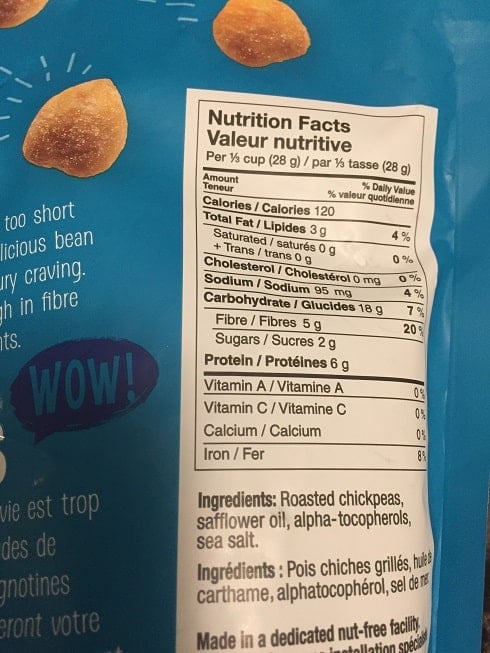 too short
licious bean
ury craving.
gh in fibre
nts.
WOW!
vie est trop
des de
gnotines
eront votre
Nutrition Facts
Valeur nutritive
Per ⅓ cup (28 g) / par ⅓ tasse (28 g)
Amount
Teneur
% Daily Value
% valeur quotidienne
Calories / Calories 120
Total Fat / Lipides 3 g 4 %
Saturated / saturés 0 g
+ Trans / trans 0 g 0 %
Cholesterol / Cholestérol 0 mg 0 %
Sodium / Sodium 95 mg 4 %
Carbohydrate / Glucides 18 g 7 %
Fibre / Fibres 5 g 20 %
Sugars / Sucres 2 g
Protein / Protéines 6 g
Vitamin A / Vitamine A 0 %
Vitamin C / Vitamine C 0 %
Calcium / Calcium 0 %
Iron / Fer 8 %
Ingredients: Roasted chickpeas,
safflower oil, alpha-tocopherols,
sea salt.
Ingrédients : Pois chiches grillés, huile de
carthame, alphatocophérol, sel de mer
Made in a dedicated nut-free facility.
installation